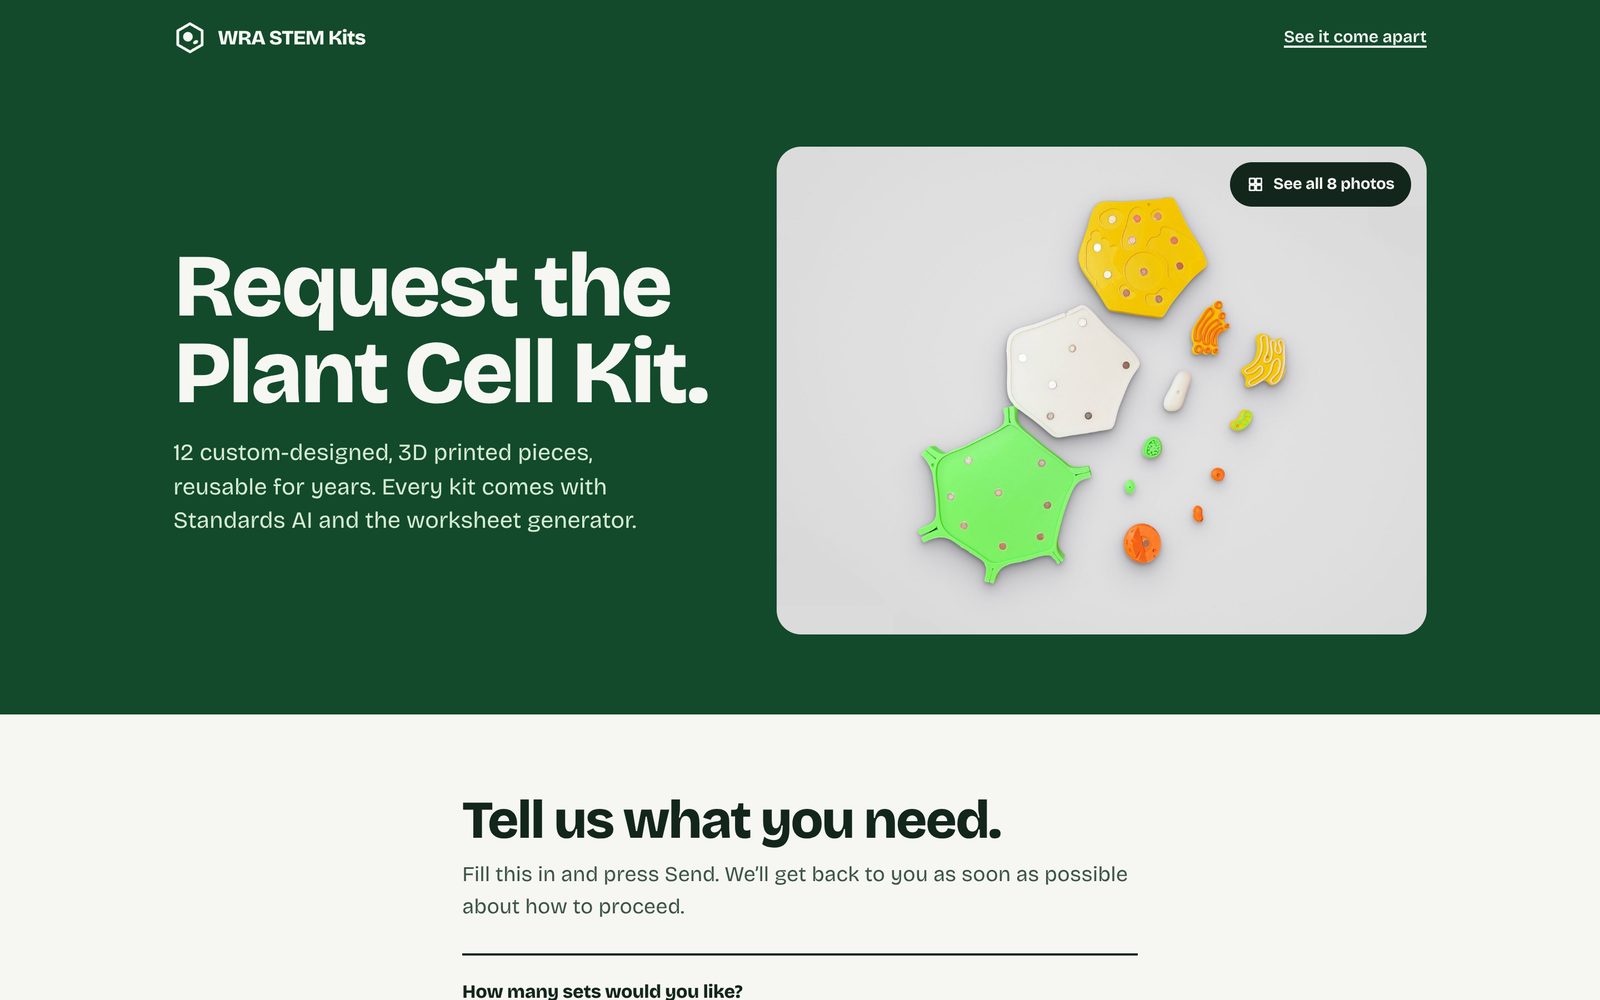 WRA STEM Kits
See it come apart
See all 8 photos
Request the
Plant Cell Kit.
12 custom-designed, 3D printed pieces,
reusable for years. Every kit comes with
Standards AI and the worksheet generator.
Tell us what you need.
Fill this in and press Send. We’ll get back to you as soon as possible
about how to proceed.
How many sets would you like?